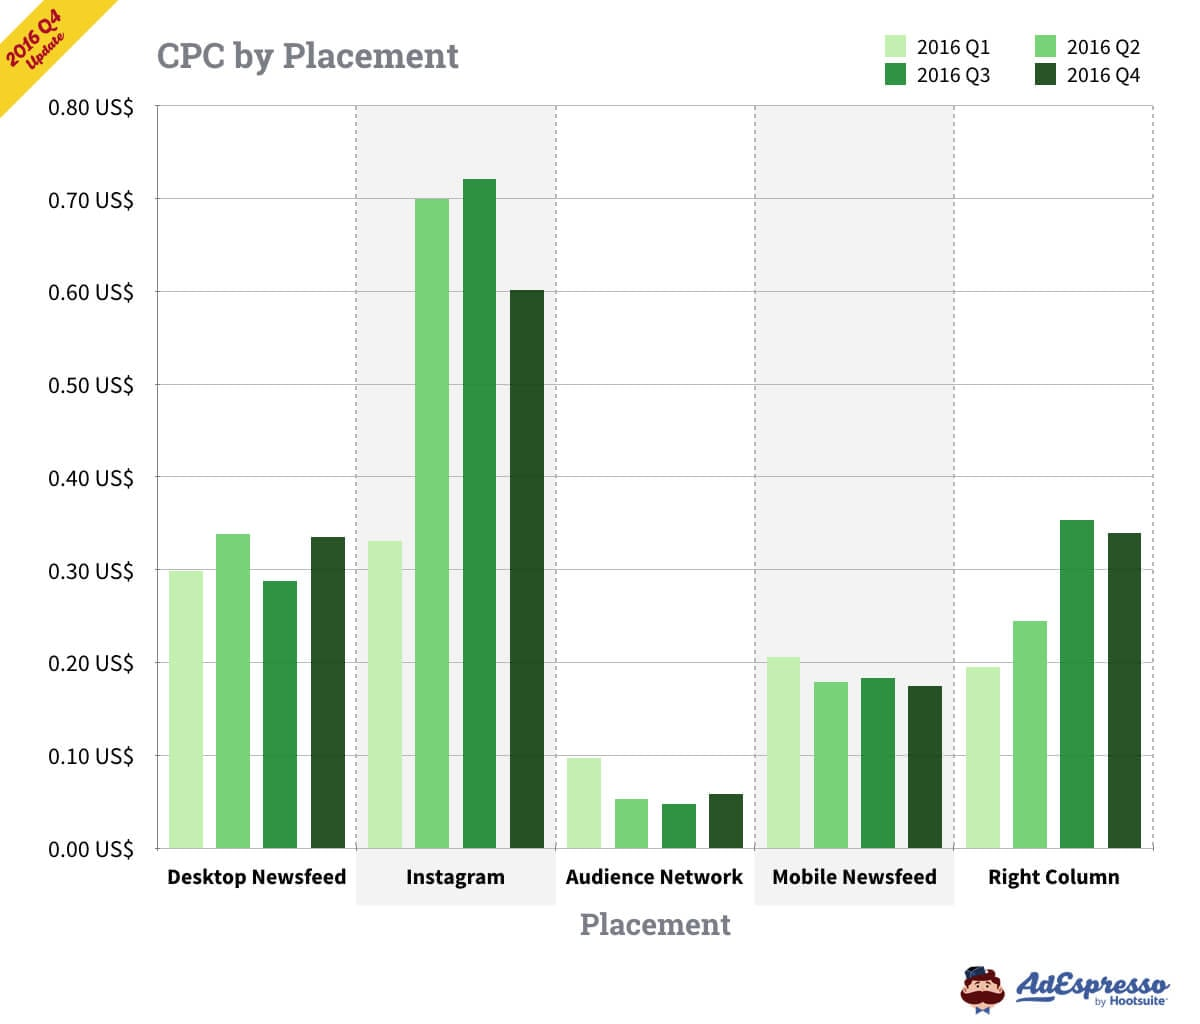 2016 Q4
Update
CPC by Placement
2016 Q1
2016 Q2
2016 Q3
2016 Q4
0.80 US$
0.70 US$
0.60 US$
0.50 US$
0.40 US$
0.30 US$
0.20 US$
0.10 US$
0.00 US$
Desktop Newsfeed
Instagram
Audience Network
Mobile Newsfeed
Right Column
Placement
AdEspresso
by Hootsuite